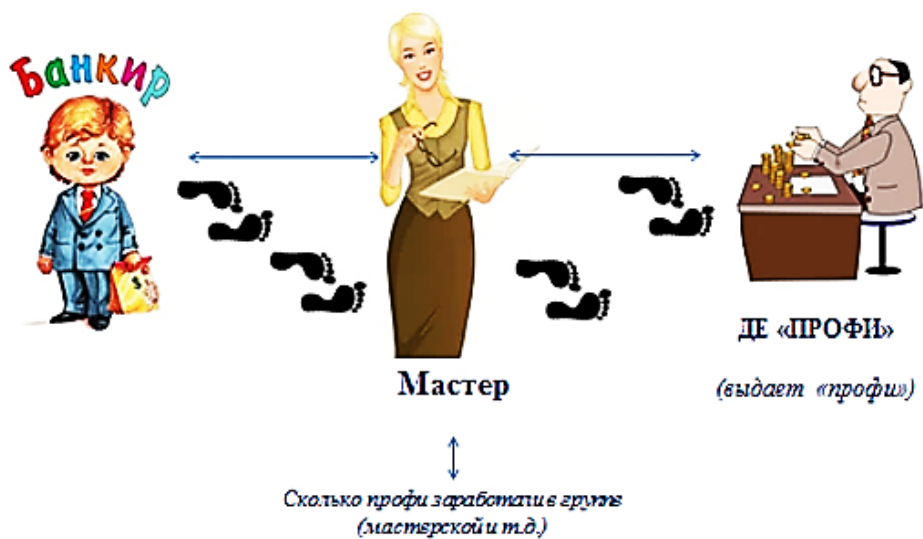 Банкир
ДЕ «ПРОФИ»
Мастер
(выдает «профи»)
Сколько профи заработали в группе
(мастерской и т.д.)